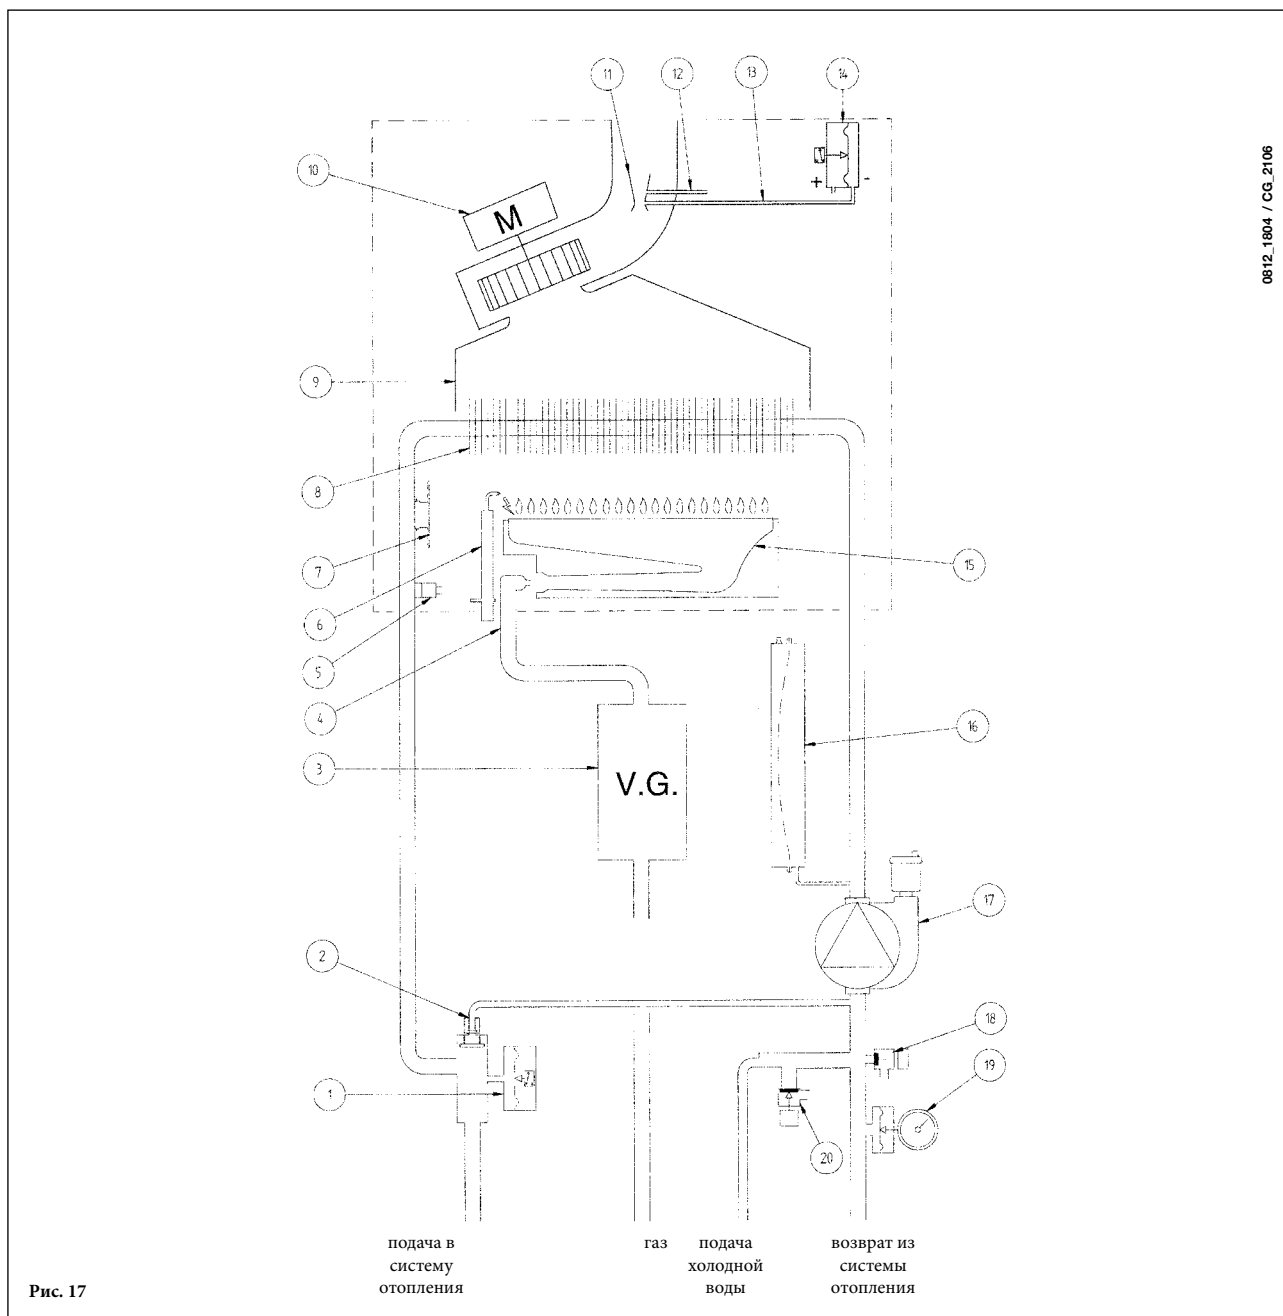 11
12
13
14
10
M
+
-
0812_1804 / CG_2106
9
8
7
6
5
4
15
3
V.G.
16
17
2
18
1
19
20
подача в
систему
отопления
газ
подача
холодной
воды
возврат из
системы
отопления
Рис. 17